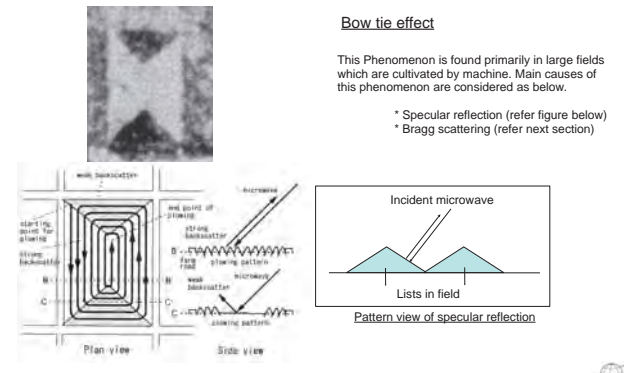 Bow tie effect
This Phenomenon is found primarily in large fields
which are cultivated by machine. Main causes of
this phenomenon are considered as below.
* Specular reflection (refer figure below)
* Bragg scattering (refer next section)
weak backscatter
starting
point for
plowing
strong
backscatter
B
B
C
C
Plan view
end point of
plowing
microwave
strong
backscatter
B
farm
road
plowing pattern
weak
backscatter
microwave
C
plowing pattern
Side view
Incident microwave
Lists in field
Pattern view of specular reflection